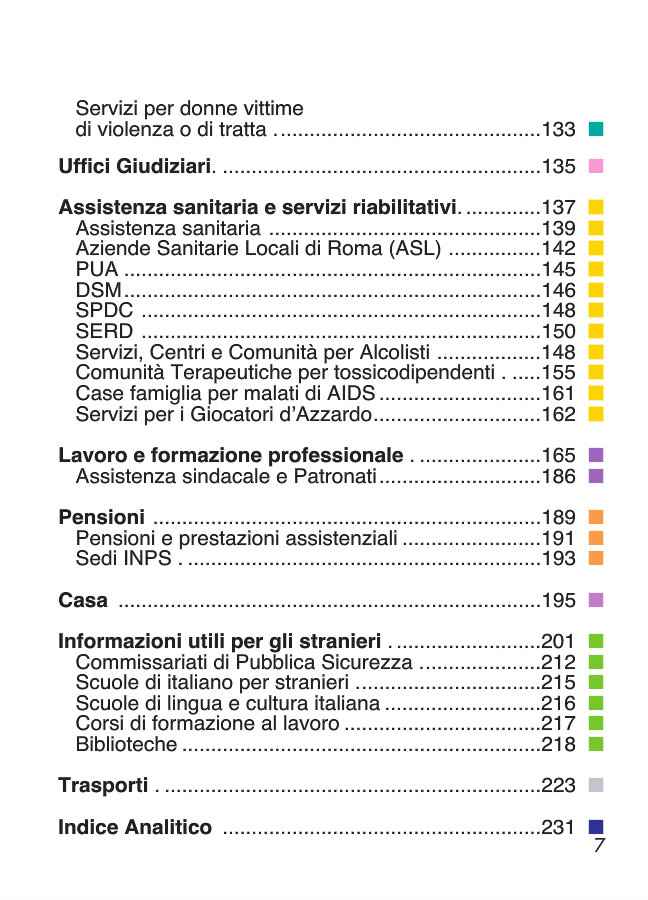 Servizi per donne vittime
di violenza o di tratta ..............................................133
Uffici Giudiziari. .......................................................135
Assistenza sanitaria e servizi riabilitativi. .............137
Assistenza sanitaria ...............................................139
Aziende Sanitarie Locali di Roma (ASL) ................142
PUA ........................................................................145
DSM........................................................................146
SPDC .....................................................................148
SERD .....................................................................150
Servizi, Centri e Comunità per Alcolisti ..................148
Comunità Terapeutiche per tossicodipendenti . .....155
Case famiglia per malati di AIDS............................161
Servizi per i Giocatori d’Azzardo.............................162
Lavoro e formazione professionale . .....................165
Assistenza sindacale e Patronati............................186
Pensioni ...................................................................189
Pensioni e prestazioni assistenziali ........................191
Sedi INPS . .............................................................193
Casa .........................................................................195
Informazioni utili per gli stranieri . .........................201
Commissariati di Pubblica Sicurezza .....................212
Scuole di italiano per stranieri ................................215
Scuole di lingua e cultura italiana ...........................216
Corsi di formazione al lavoro ..................................217
Biblioteche ..............................................................218
Trasporti . .................................................................223
Indice Analitico .......................................................231
7